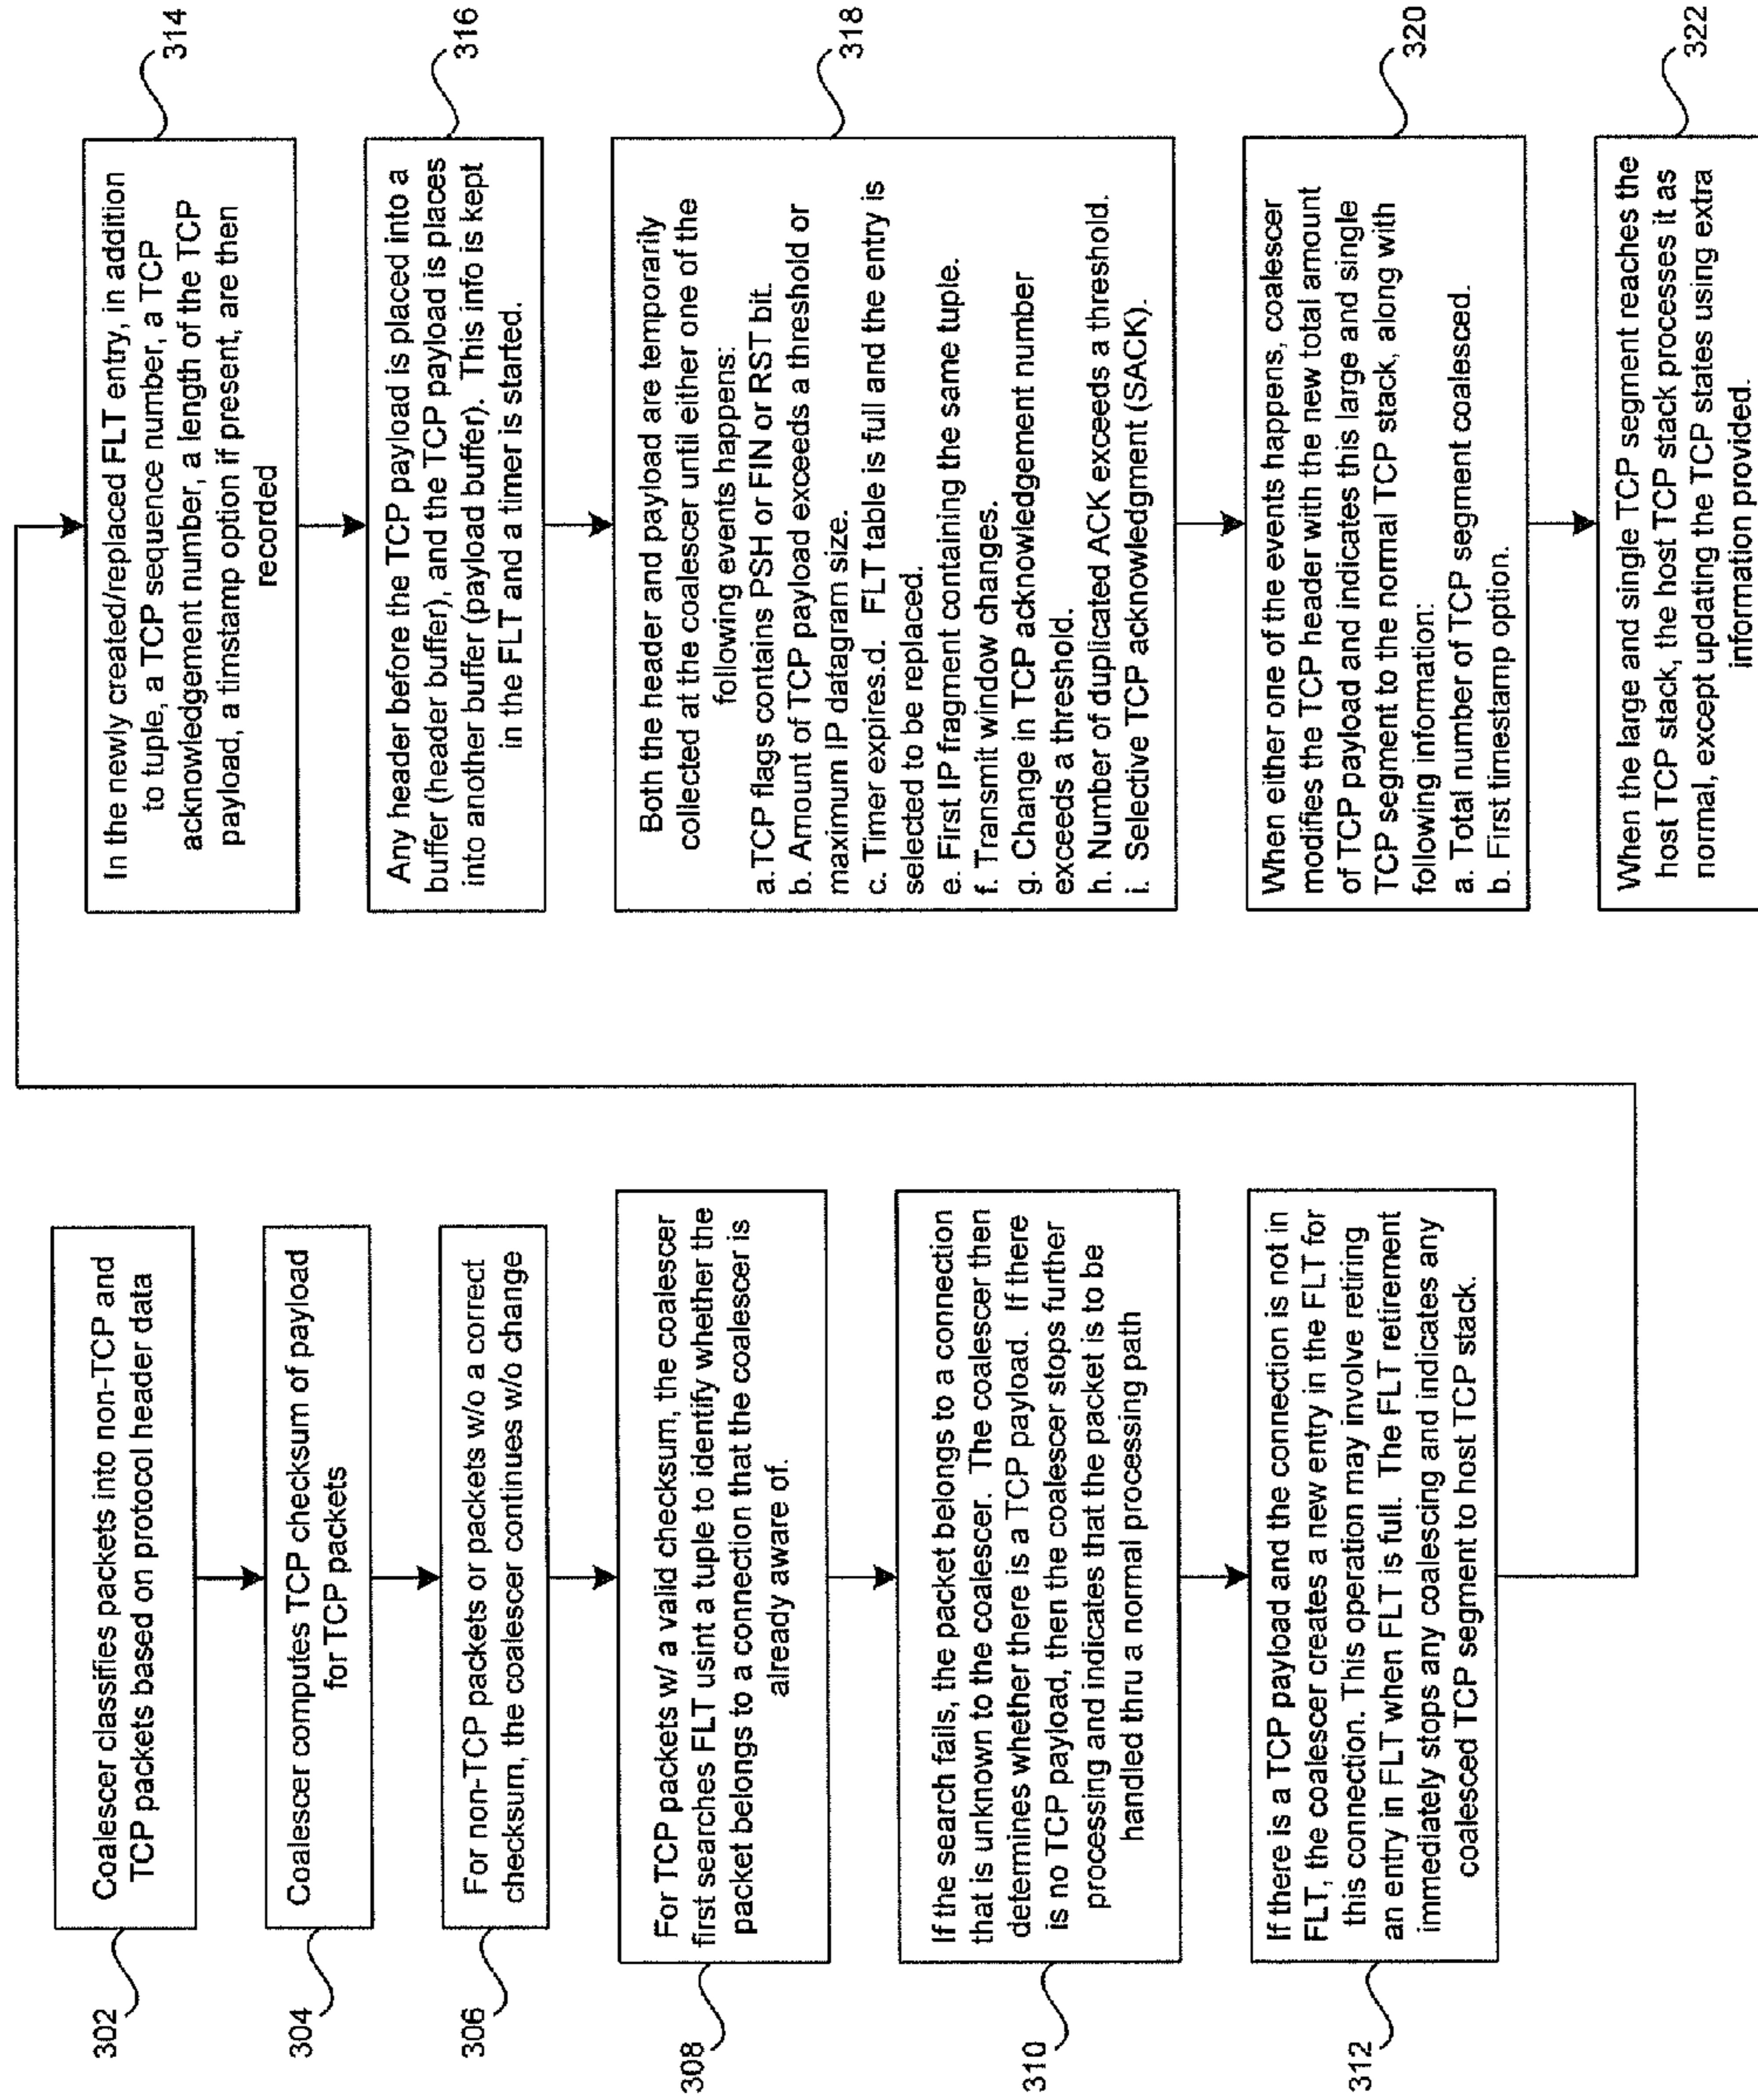 302
Coalescer classifies packets into non-TCP and
TCP packets based on protocol header data
304
Coalescer computes TCP checksum of payload
for TCP packets
306
For non-TCP packets or packets w/o a correct
checksum, the coalescer continues w/o change
308
For TCP packets w/ a valid checksum, the coalescer
first searches FLT usint a tuple to identify whether the
packet belongs to a connection that the coalescer is
already aware of.
310
If the search fails, the packet belongs to a connection
that is unknown to the coalescer. The coalescer then
determines whether there is a TCP payload. If there
is no TCP payload, then the coalescer stops further
processing and indicates that the packet is to be
handled thru a normal processing path
312
If there is a TCP payload and the connection is not in
FLT, the coalescer creates a new entry in the FLT for
this connection. This operation may involve retiring
an entry in FLT when FLT is full. The FLT retirement
immediately stops any coalescing and indicates any
coalesced TCP segment to host TCP stack.
314
In the newly created/replaced FLT entry, in addition
to tuple, a TCP sequence number, a TCP
acknowledgement number, a length of the TCP
payload, a timstamp option if present, are then
recorded
316
Any header before the TCP payload is placed into a
buffer (header buffer), and the TCP payload is places
into another buffer (payload buffer). This info is kept
in the FLT and a timer is started.
318
Both the header and payload are temporarily
collected at the coalescer until either one of the
following events happens:
a. TCP flags contains PSH or FIN or RST bit.
b. Amount of TCP payload exceeds a threshold or
maximum IP datagram size.
c. Timer expires.d. FLT table is full and the entry is
selected to be replaced.
e. First IP fragment containing the same tuple.
f. Transmit window changes.
g. Change in TCP acknowledgement number
exceeds a threshold.
h. Number of duplicated ACK exceeds a threshold.
i. Selective TCP acknowledgment (SACK).
320
When either one of the events happens, coalescer
modifies the TCP header with the new total amount
of TCP payload and indicates this large and single
TCP segment to the normal TCP stack, along with
following information:
a. Total number of TCP segment coalesced.
b. First timestamp option.
322
When the large and single TCP segment reaches the
host TCP stack, the host TCP stack processes it as
normal, except updating the TCP states using extra
information provided.